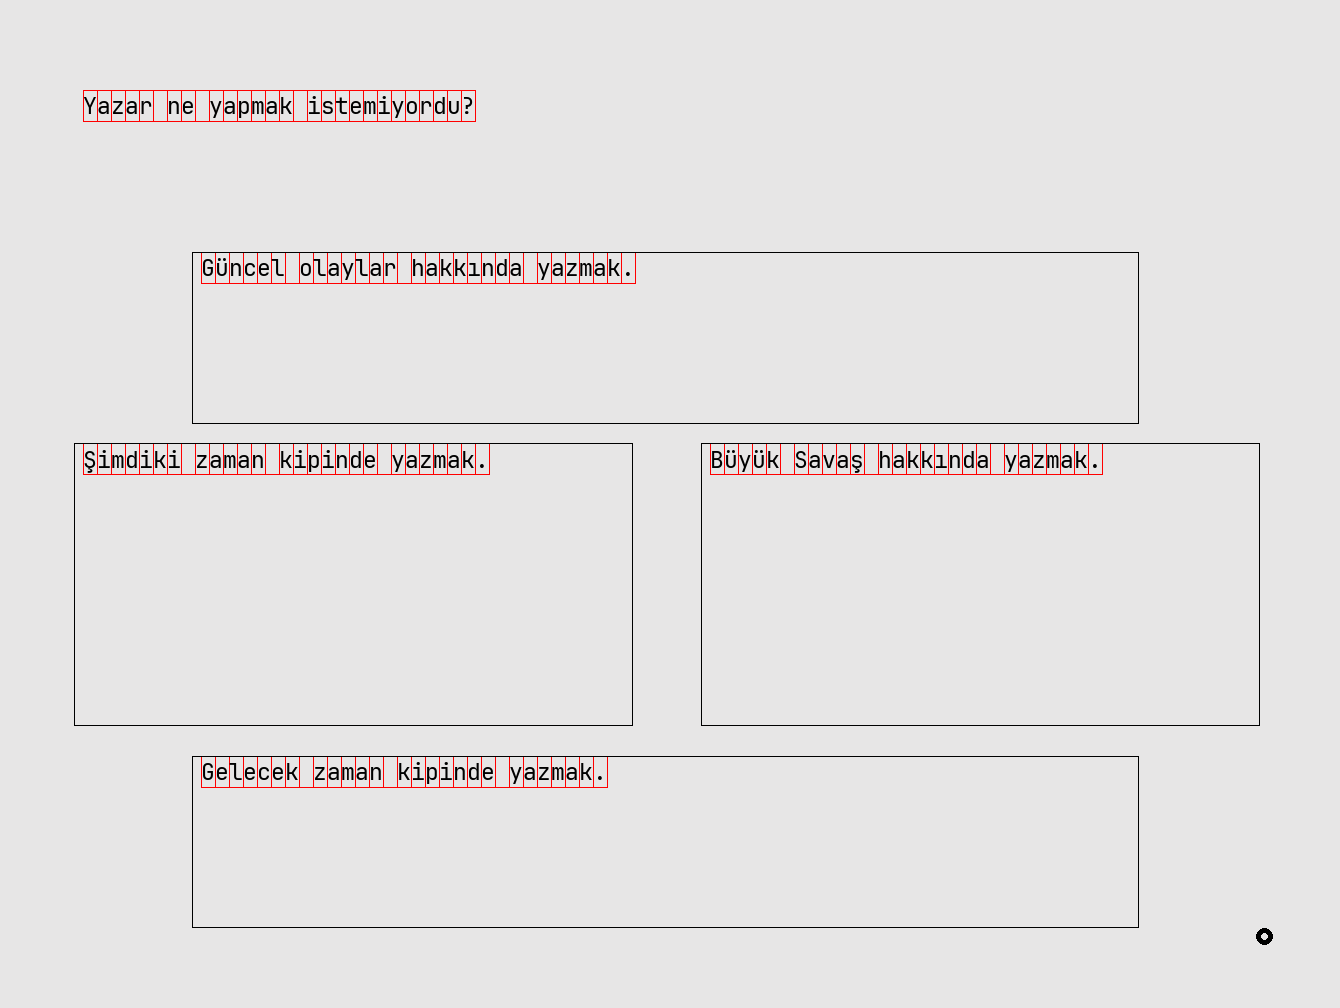 Yazar ne yapmak istemiyordu?
Güncel olaylar hakkında yazmak.
Şimdiki zaman kipinde yazmak.
Büyük Savaş hakkında yazmak.
Gelecek zaman kipinde yazmak.